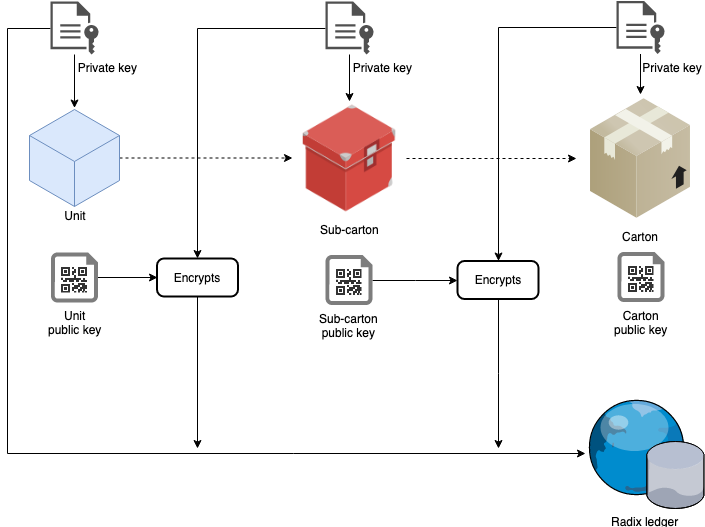 Private key
Private key
Private key
Unit
Sub-carton
Carton
Encrypts
Encrypts
Unit
public key
Sub-carton
public key
Carton
public key
Radix ledger